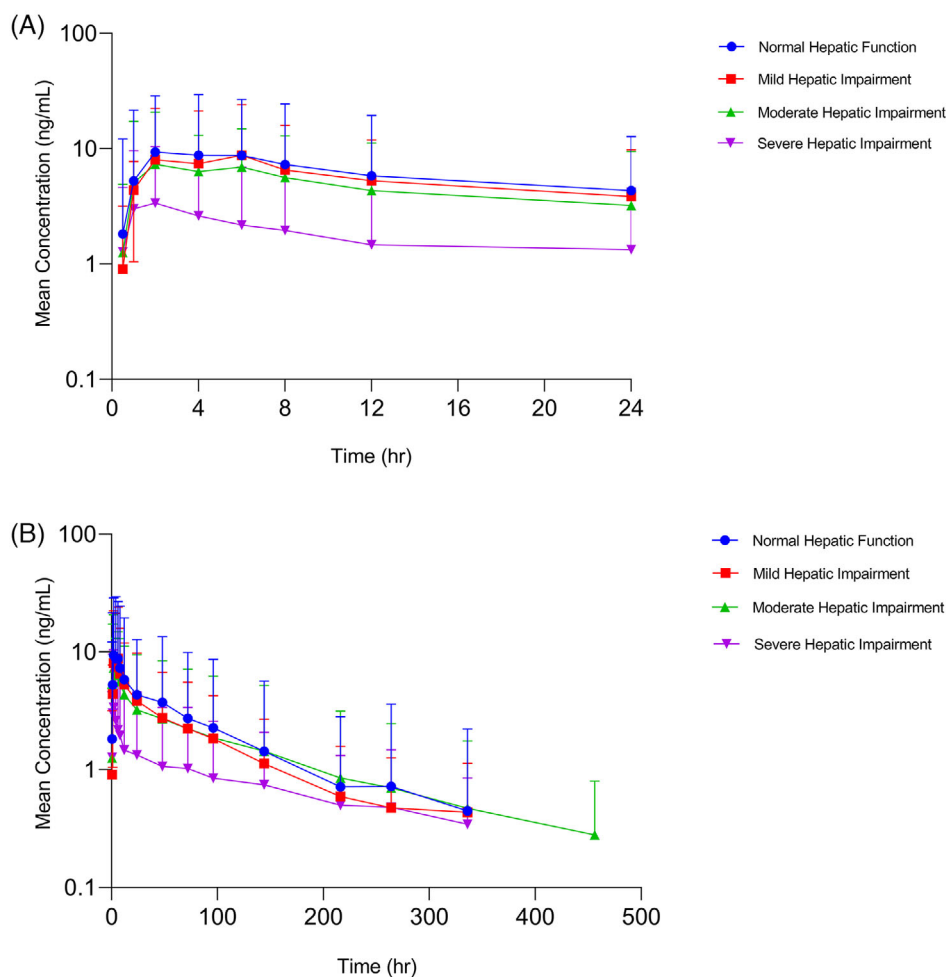 (A)
100
10
1
0.1
Mean Concentration (ng/mL)
0 4 8 12 16 20 24
Time (hr)
Normal Hepatic Function
Mild Hepatic Impairment
Moderate Hepatic Impairment
Severe Hepatic Impairment
(B)
100
10
1
0.1
Mean Concentration (ng/mL)
0 100 200 300 400 500
Time (hr)
Normal Hepatic Function
Mild Hepatic Impairment
Moderate Hepatic Impairment
Severe Hepatic Impairment